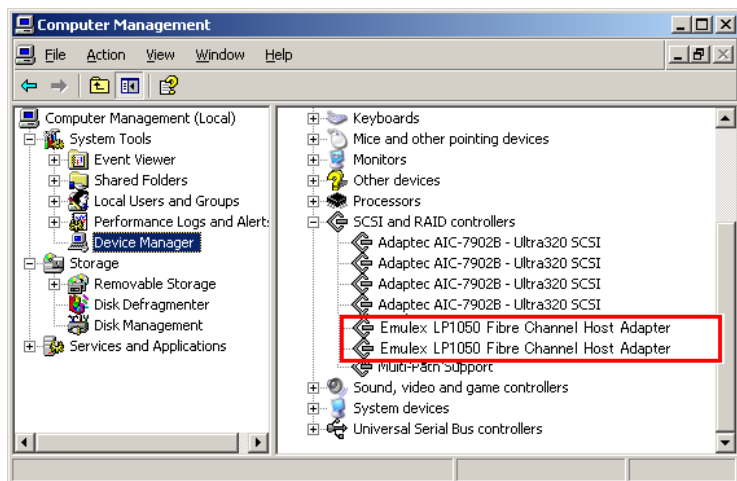 Computer Management
File Action View Window Help
Computer Management (Local)
System Tools
Event Viewer
Shared Folders
Local Users and Groups
Performance Logs and Alert
Device Manager
Storage
Removable Storage
Disk Defragmenter
Disk Management
Services and Applications
Keyboards
Mice and other pointing devices
Monitors
Other devices
Processors
SCSI and RAID controllers
Adaptec AIC-7902B - Ultra320 SCSI
Adaptec AIC-7902B - Ultra320 SCSI
Adaptec AIC-7902B - Ultra320 SCSI
Adaptec AIC-7902B - Ultra320 SCSI
Emulex LP1050 Fibre Channel Host Adapter
Emulex LP1050 Fibre Channel Host Adapter
Multi-Path Support
Sound, video and game controllers
System devices
Universal Serial Bus controllers